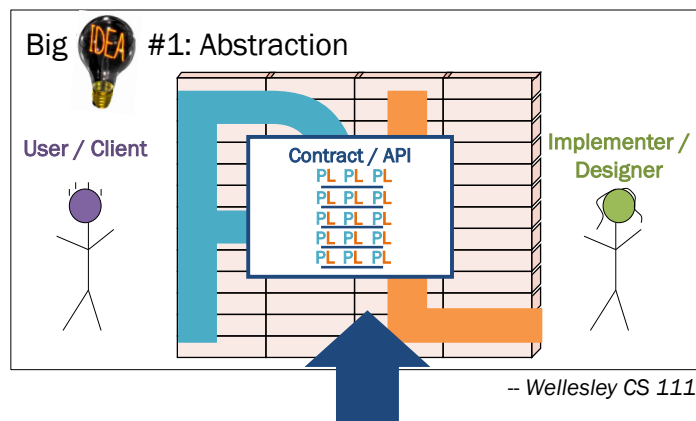 Big IDEA #1: Abstraction
User / Client
Implementer /
Designer
PL
Contract / API
PL PL PL
PL PL PL
PL PL PL
PL PL PL
PL PL PL
-- Wellesley CS 111